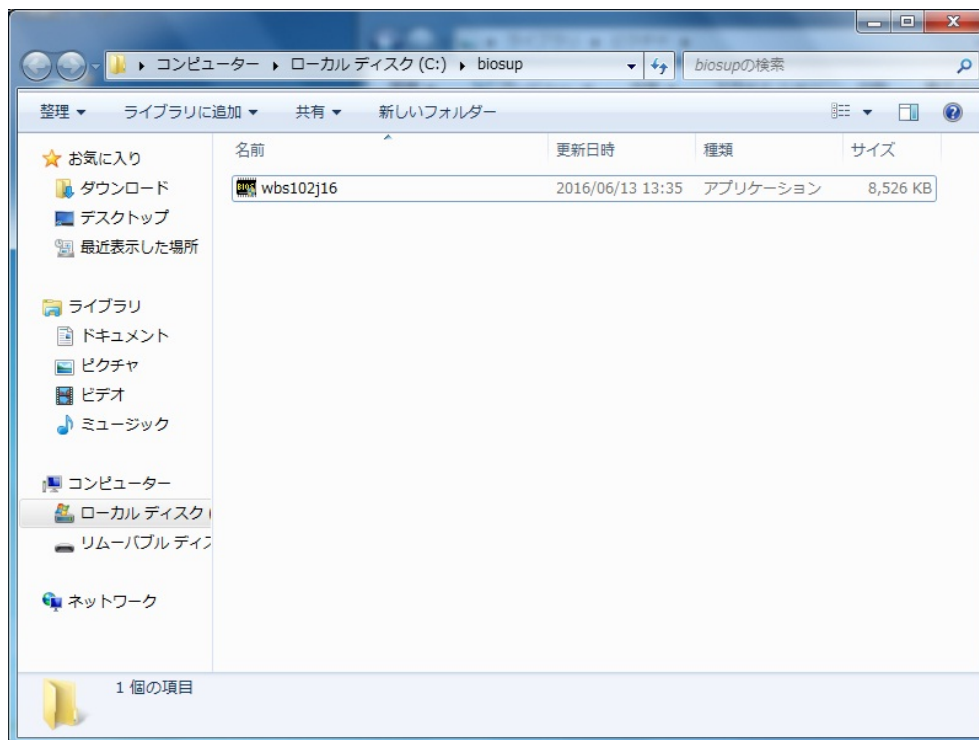 コンピューター ▸ ローカル ディスク (C:) ▸ biosup
biosupの検索
整理 ライブラリに追加 共有 新しいフォルダー
名前 更新日時 種類 サイズ
wbs102j16 2016/06/13 13:35 アプリケーション 8,526 KB
お気に入り
ダウンロード
デスクトップ
最近表示した場所
ライブラリ
ドキュメント
ピクチャ
ビデオ
ミュージック
コンピューター
ローカル ディスク (
リムーバブル ディス
ネットワーク
1 個の項目